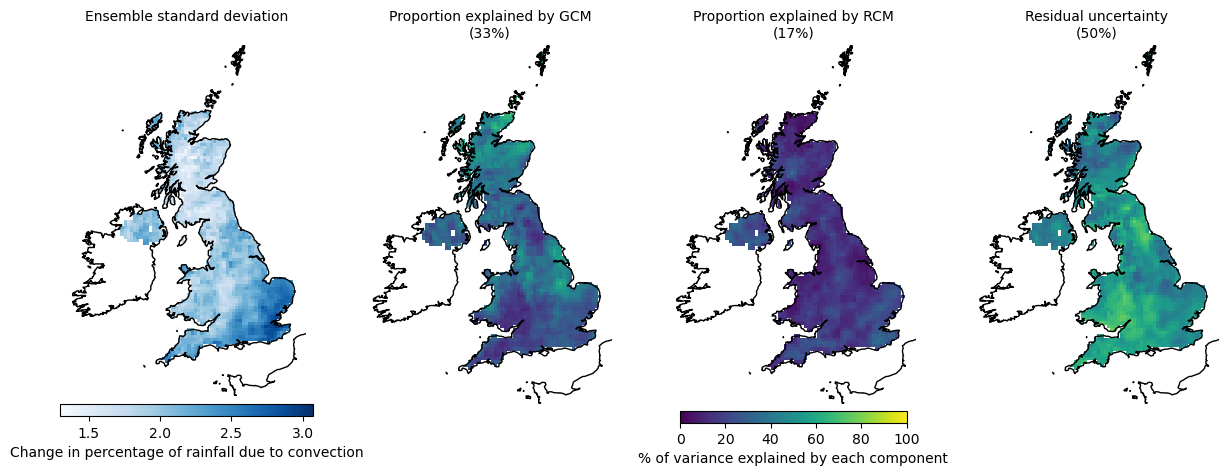 Ensemble standard deviation
Proportion explained by GCM
(33%)
Proportion explained by RCM
(17%)
Residual uncertainty
(50%)
1.5 2.0 2.5 3.0
Change in percentage of rainfall due to convection
0 20 40 60 80 100
% of variance explained by each component